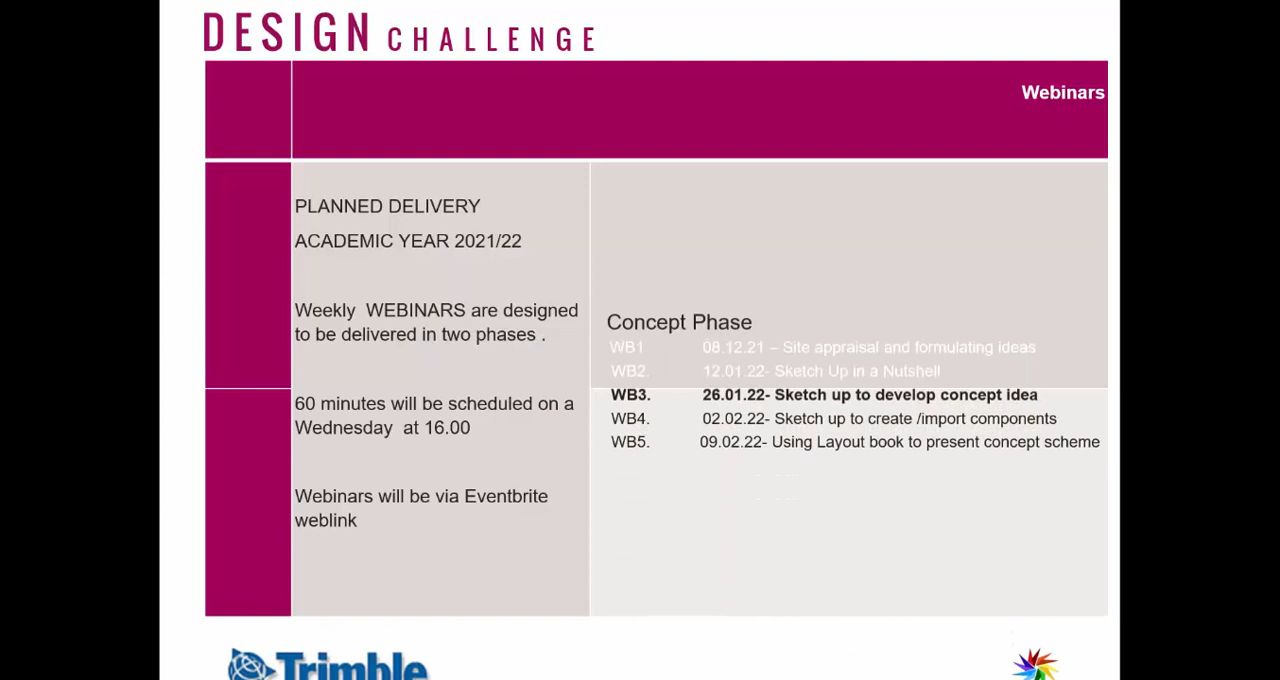 DESIGN CHALLENGE
Webinars
PLANNED DELIVERY
ACADEMIC YEAR 2021/22
Weekly WEBINARS are designed
to be delivered in two phases .
60 minutes will be scheduled on a
Wednesday at 16.00
Webinars will be via Eventbrite
weblink
Concept Phase
WB1 08.12.21 – Site appraisal and formulating ideas
WB2. 12.01.22- Sketch Up in a Nutshell
WB3. 26.01.22- Sketch up to develop concept idea
WB4. 02.02.22- Sketch up to create /import components
WB5. 09.02.22- Using Layout book to present concept scheme
Trimble